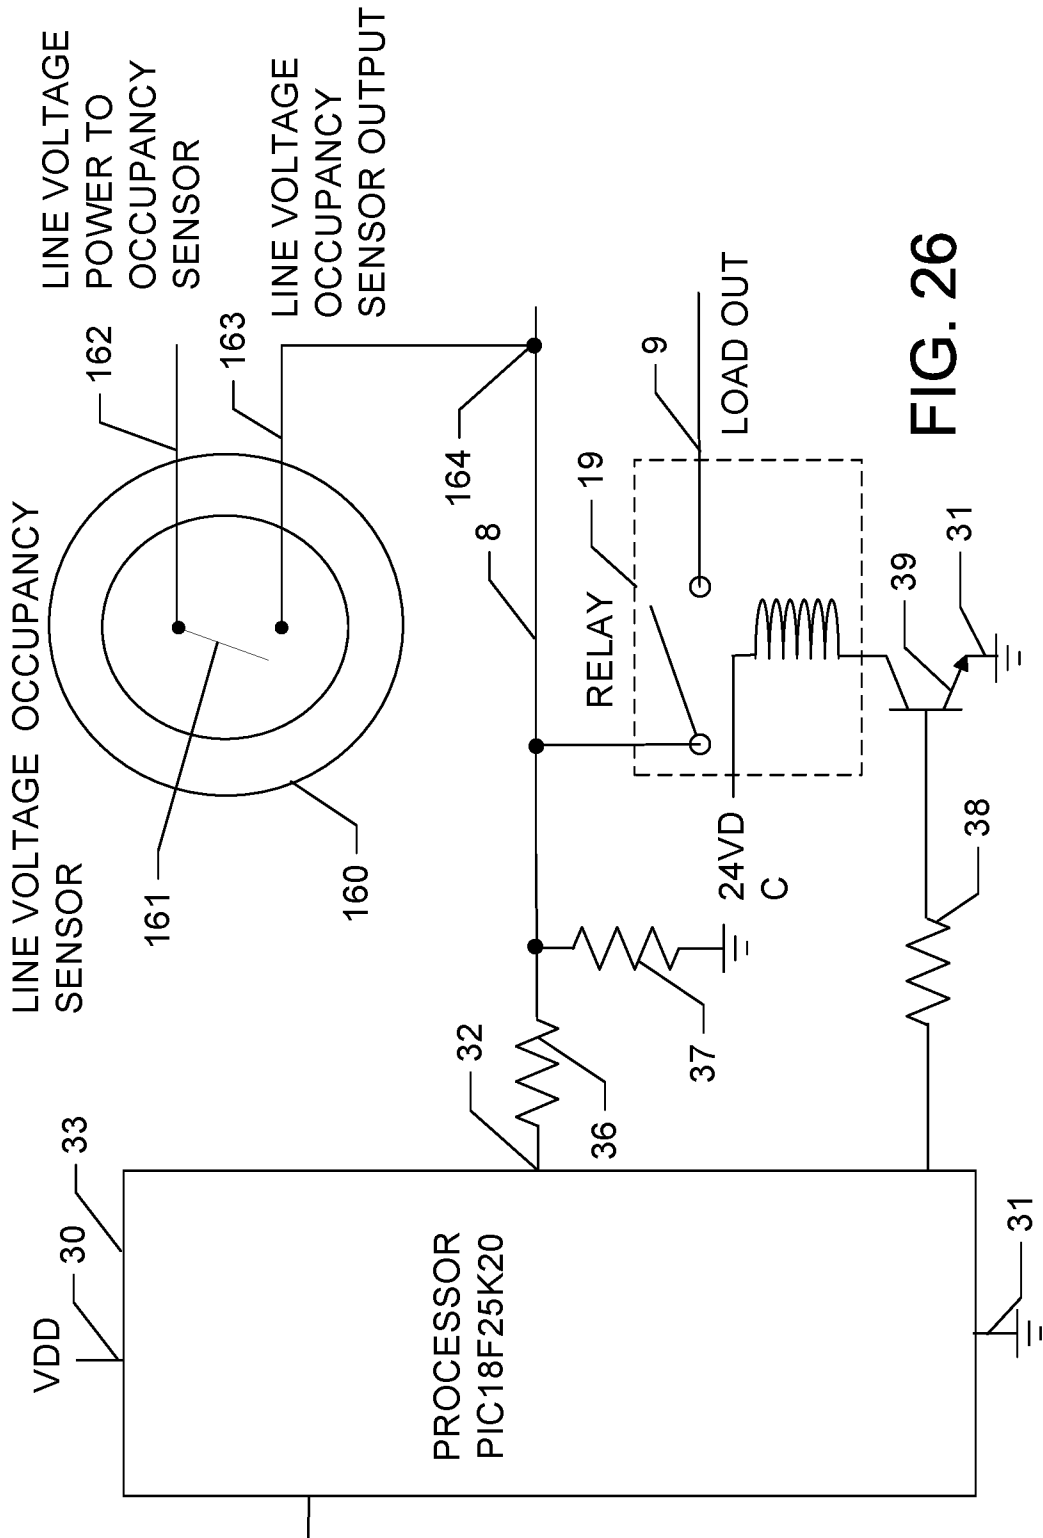 LINE VOLTAGE OCCUPANCY
SENSOR
LINE VOLTAGE
POWER TO
OCCUPANCY
SENSOR
162
LINE VOLTAGE
OCCUPANCY
SENSOR OUTPUT
163
161
160
164
8
VDD
30
33
32
36
37
PROCESSOR
PIC18F25K20
31
RELAY
19
9
LOAD OUT
24VD
C
38
39
31
FIG. 26